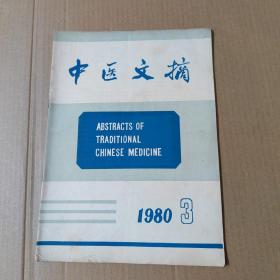 中医文摘
ABSTRACTS OF
TRADITIONAL
CHINESE MEDICINE
1980 3